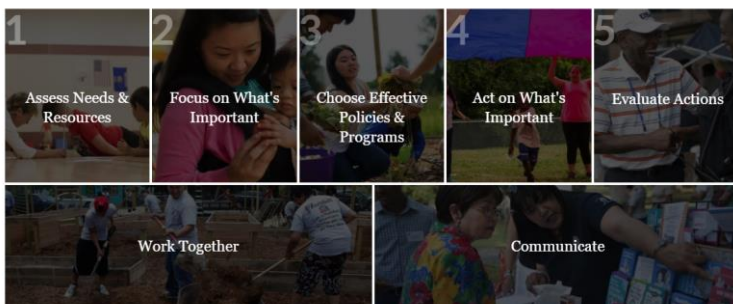 1
Assess Needs &
Resources
2
Focus on What's
Important
3
Choose Effective
Policies &
Programs
4
Act on What's
Important
5
Evaluate Actions
Work Together
Communicate